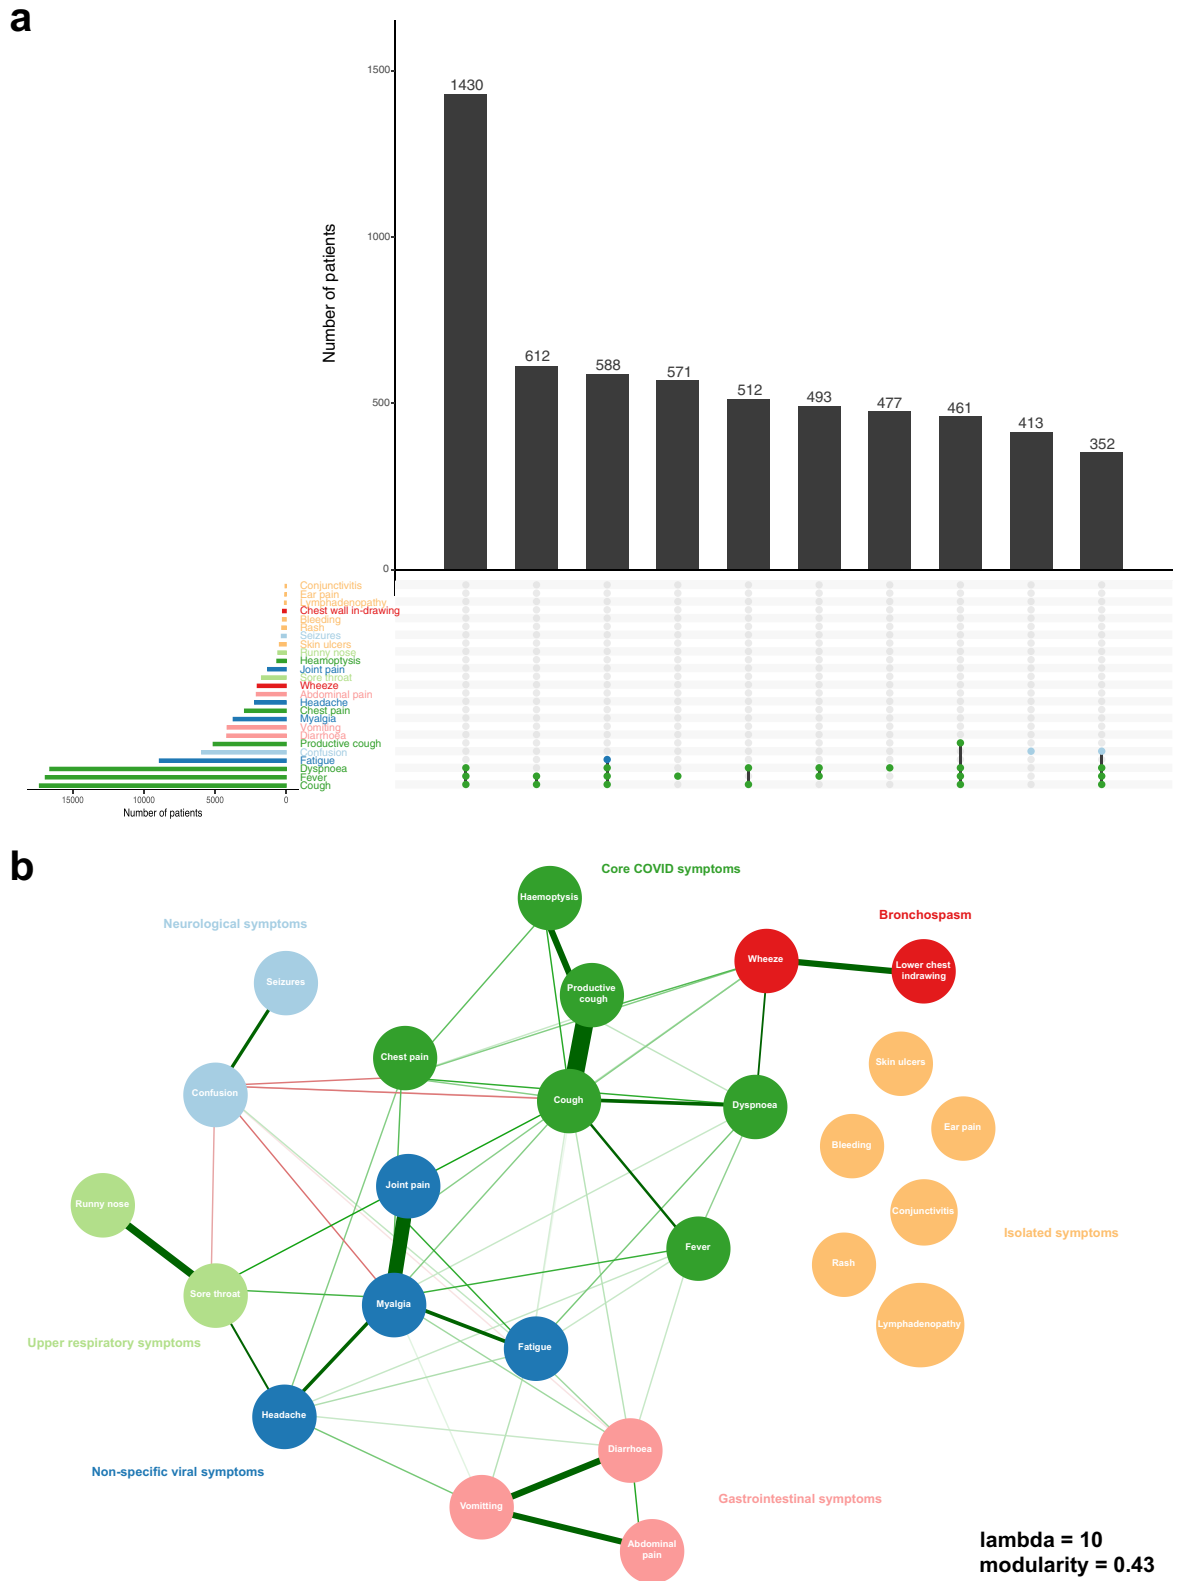 a
1500
1000
500
0
Number of patients
1430
612
588
571
512
493
477
461
413
352
Conjunctivitis
Ear pain
Lymphadenopathy
Chest wall in-drawing
Bleeding
Rash
Seizures
Skin ulcers
Runny nose
Heamoptysis
Joint pain
Sore throat
Wheeze
Abdominal pain
Headache
Chest pain
Myalgia
Vomiting
Diarrhoea
Productive cough
Confusion
Fatigue
Dyspnoea
Fever
Cough
15000 10000 5000 0
Number of patients
b
Core COVID symptoms
Haemoptysis
Neurological symptoms
Bronchospasm
Wheeze
Lower chest
indrawing
Seizures
Productive
cough
Chest pain
Skin ulcers
Confusion
Cough
Dyspnoea
Ear pain
Bleeding
Joint pain
Runny nose
Conjunctivitis
Isolated symptoms
Fever
Rash
Sore throat
Myalgia
Lymphadenopathy
Upper respiratory symptoms
Fatigue
Headache
Diarrhoea
Non-specific viral symptoms
Gastrointestinal symptoms
Vomitting
Abdominal
pain
lambda = 10
modularity = 0.43